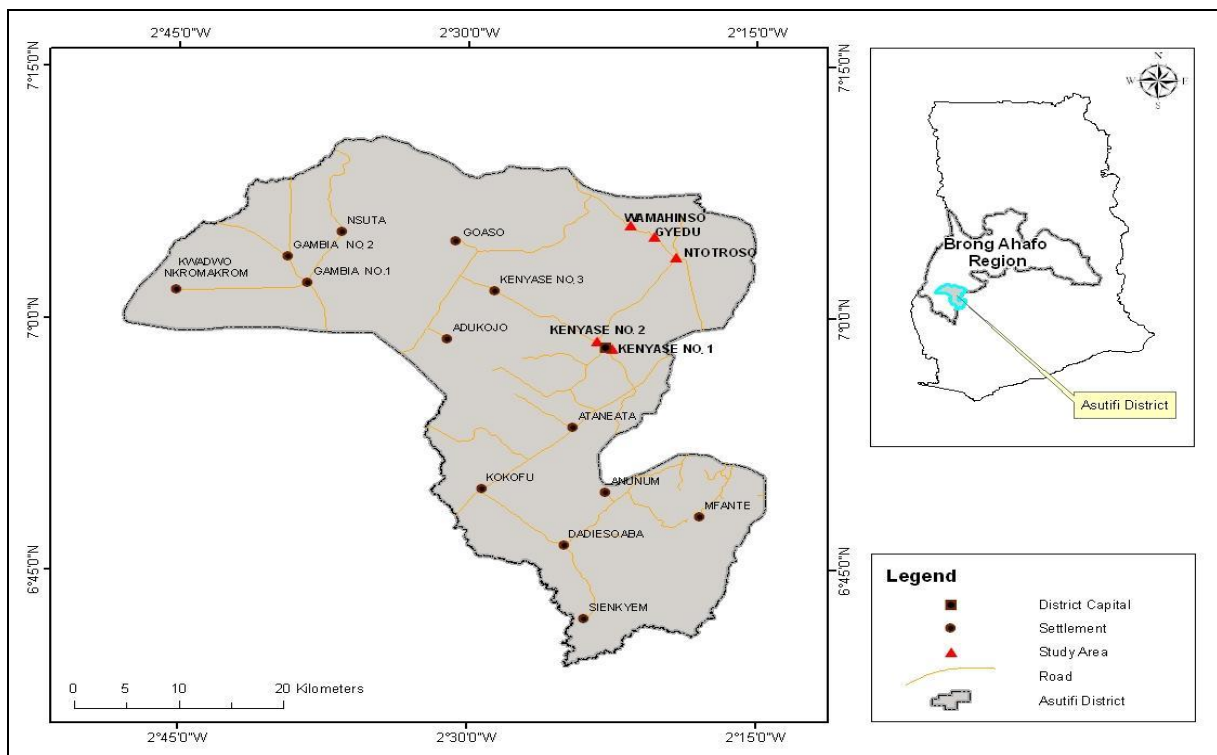 2°45'0"W 2°30'0"W 2°15'0"W
7°15'0"N
7°15'0"N
7°0'0"N
7°0'0"N
6°45'0"N
6°45'0"N
NSUTA
GAMBIA NO.2
GAMBIA NO.1
KWADWO
NKROMAKROM
GOASO
WAMAHINSO
GYEDU
NTOTROSO
KENYASE NO.3
ADUKOJO
KENYASE NO. 2
KENYASE NO. 1
ATANEATA
KOKOFU
ANUNUM
MFANTE
DADIESOABA
SIENKYEM
0 5 10 20 Kilometers
2°45'0"W 2°30'0"W 2°15'0"W
N
W E
S
Brong Ahafo
Region
Asutifi District
Legend
District Capital
Settlement
Study Area
Road
Asutifi District